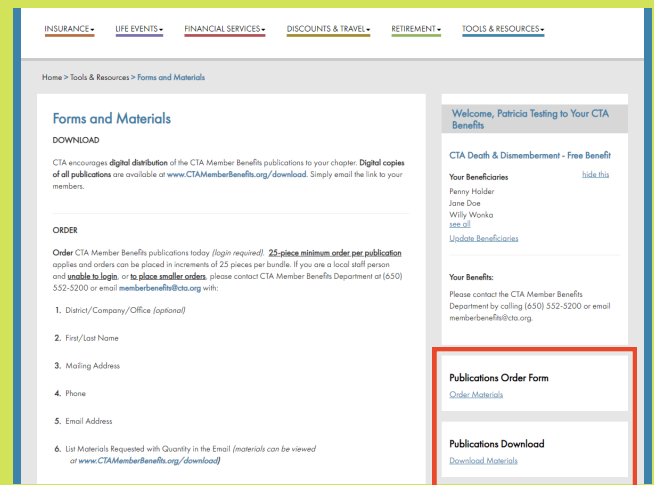 INSURANCE LIFE EVENTS FINANCIAL SERVICES DISCOUNTS & TRAVEL RETIREMENT TOOLS & RESOURCES
Home > Tools & Resources > Forms and Materials
Forms and Materials
DOWNLOAD
CTA encourages digital distribution of the CTA Member Benefits publications to your chapter. Digital copies
of all publications are available at www.CTAMemberBenefits.org/download. Simply email the link to your
members.
ORDER
Order CTA Member Benefits publications today (login required). 25-piece minimum order per publication
applies and orders can be placed in increments of 25 pieces per bundle. If you are a local staff person
and unable to login, or to place smaller orders, please contact CTA Member Benefits Department at (650)
552-5200 or email memberbenefits@cta.org with:
1. District/Company/Office (optional)
2. First/Last Name
3. Mailing Address
4. Phone
5. Email Address
6. List Materials Requested with Quantity in the Email (materials can be viewed
at www.CTAMemberBenefits.org/download)
Welcome, Patricia Testing to Your CTA
Benefits
CTA Death & Dismemberment - Free Benefit
Your Beneficiaries hide this
Penny Holder
Jane Doe
Willy Wonka
see all
Update Beneficiaries
Your Benefits:
Please contact the CTA Member Benefits
Department by calling (650) 552-5200 or email
memberbenefits@cta.org.
Publications Order Form
Order Materials
Publications Download
Download Materials